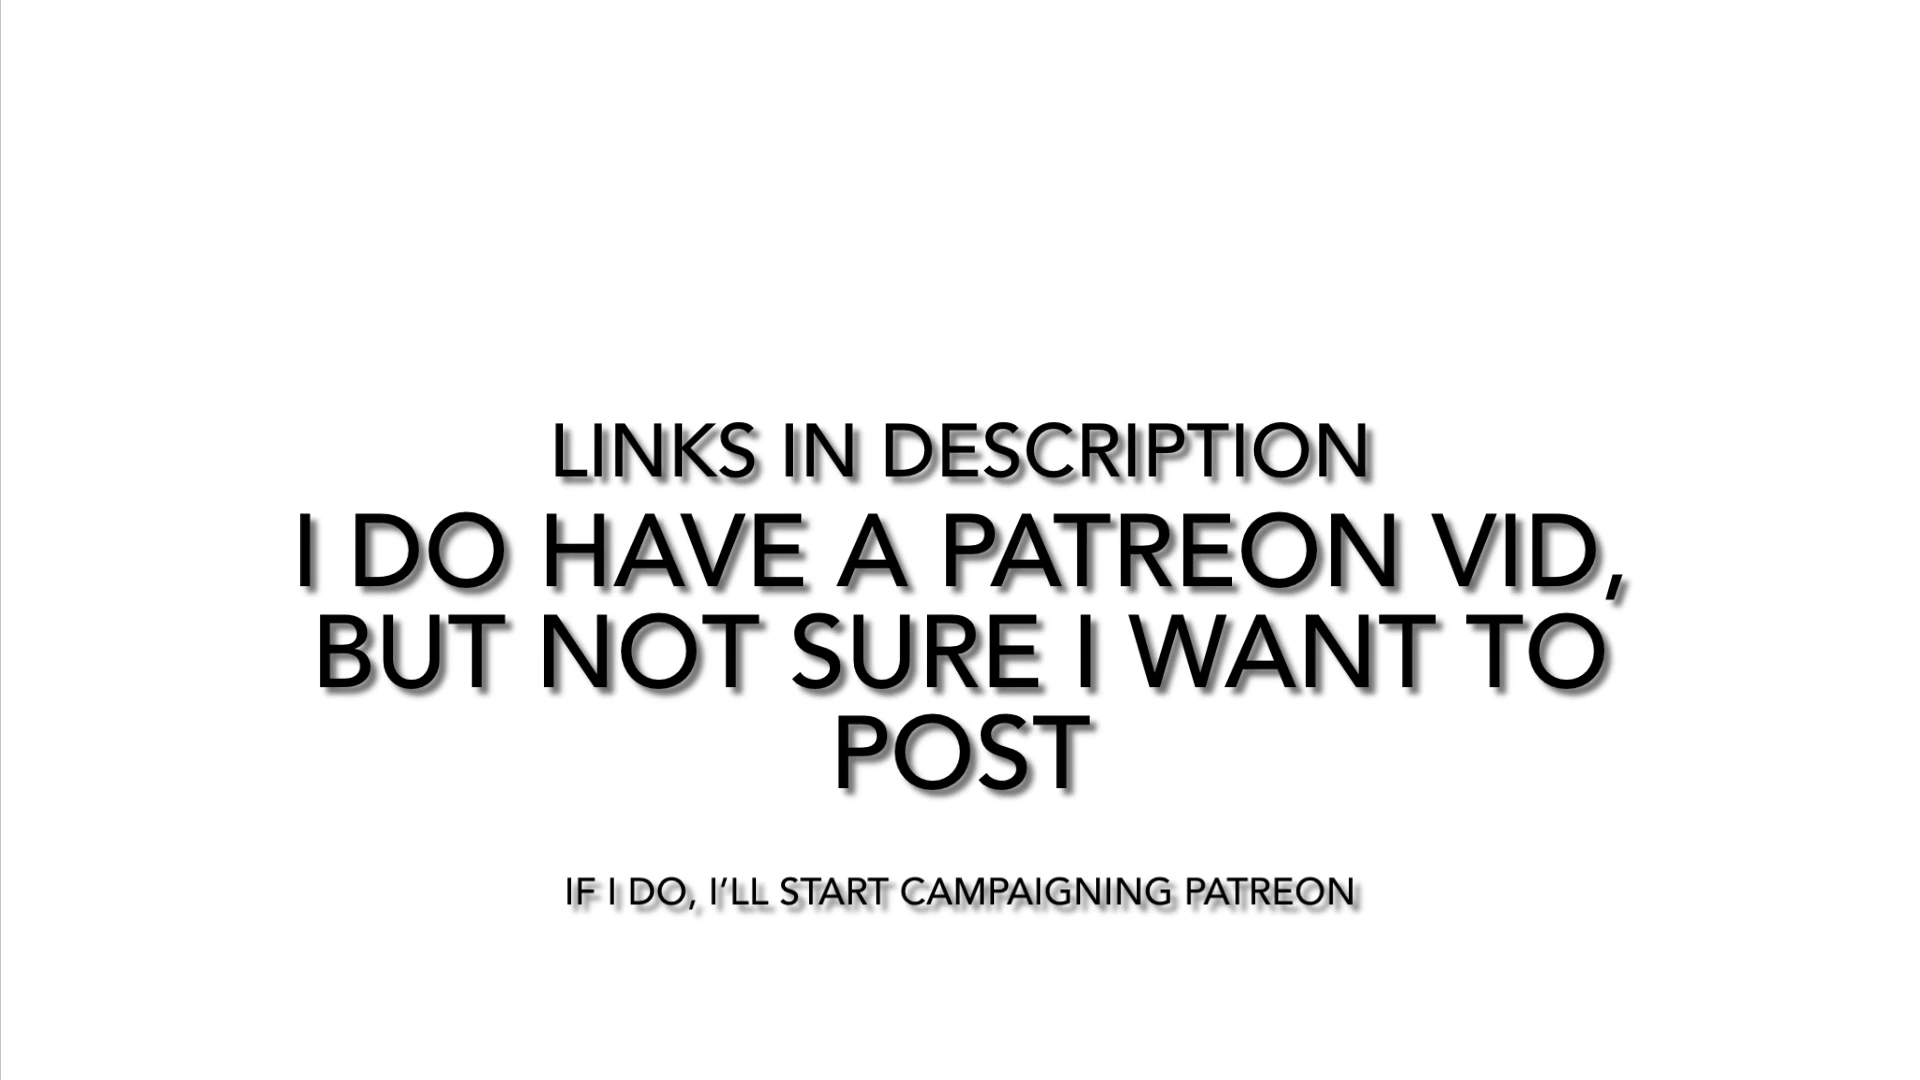 LINKS IN DESCRIPTION
I DO HAVE A PATREON VID,
BUT NOT SURE I WANT TO
POST
IF I DO, I’LL START CAMPAIGNING PATREON